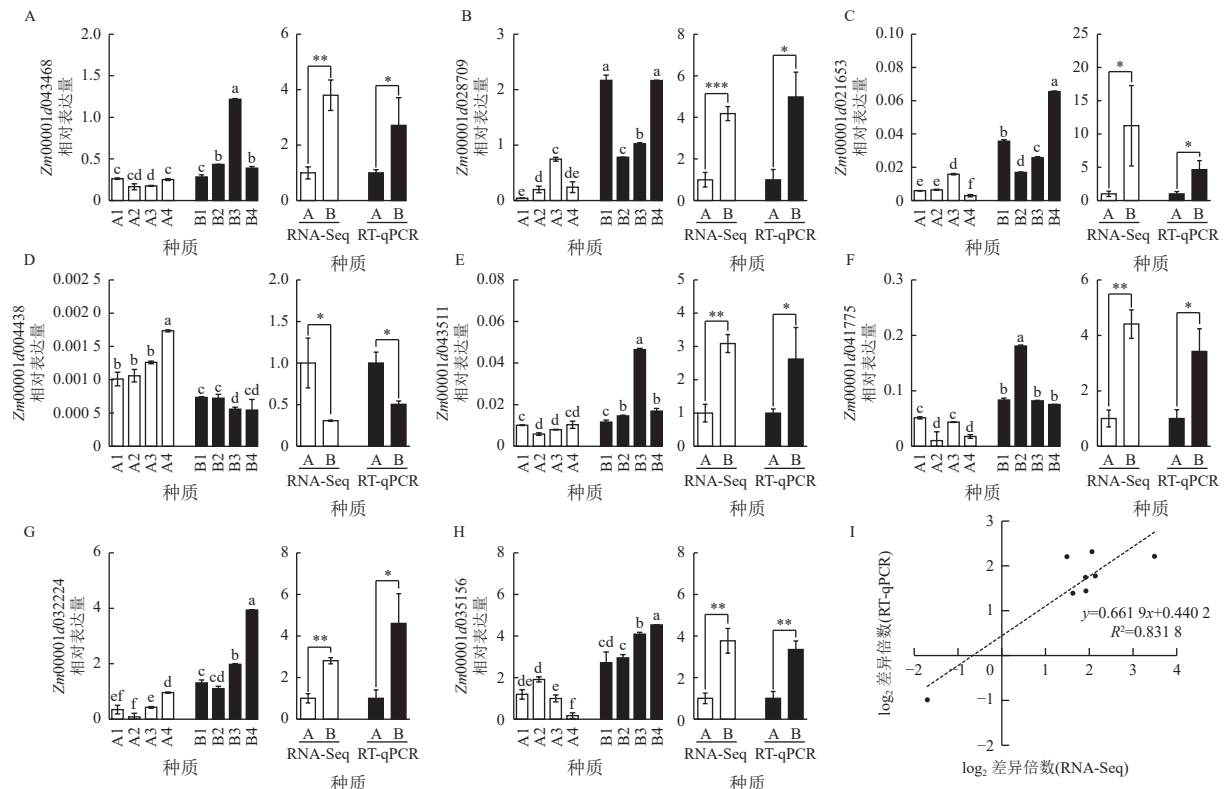 A
Zm00001d043468
相对表达量
2.0
1.5
1.0
0.5
0
c
cd
d
c
c
b
a
b
A1 A2 A3 A4 B1 B2 B3 B4
种质
6
4
2
0
**
*
A B A B
RNA-Seq RT-qPCR
种质
B
Zm00001d028709
相对表达量
3
2
1
0
e
d
c
de
a
d
b
a
A1 A2 A3 A4 B1 B2 B3 B4
种质
8
6
4
2
0
***
*
A B A B
RNA-Seq RT-qPCR
种质
C
Zm00001d021653
相对表达量
0.10
0.08
0.06
0.04
0.02
0
e
e
d
f
b
d
c
a
A1 A2 A3 A4 B1 B2 B3 B4
种质
25
20
15
10
5
0
*
*
A B A B
RNA-Seq RT-qPCR
种质
D
Zm00001d004438
相对表达量
0.002 5
0.002 0
0.001 5
0.001 0
0.000 5
0
b
b
b
a
c
c
d
cd
A1 A2 A3 A4 B1 B2 B3 B4
种质
2.0
1.5
1.0
0.5
0
*
*
A B A B
RNA-Seq RT-qPCR
种质
E
Zm00001d043511
相对表达量
0.08
0.06
0.04
0.02
0
c
d
d
cd
c
b
a
b
A1 A2 A3 A4 B1 B2 B3 B4
种质
5
4
3
2
1
0
**
*
A B A B
RNA-Seq RT-qPCR
种质
F
Zm00001d041775
相对表达量
0.3
0.2
0.1
0
c
d
c
d
b
a
b
b
A1 A2 A3 A4 B1 B2 B3 B4
种质
6
4
2
0
**
*
A B A B
RNA-Seq RT-qPCR
种质
G
Zm00001d032224
相对表达量
6
4
2
0
ef
f
e
d
c
cd
b
a
A1 A2 A3 A4 B1 B2 B3 B4
种质
8
6
4
2
0
**
*
A B A B
RNA-Seq RT-qPCR
种质
H
Zm00001d035156
相对表达量
8
6
4
2
0
de
d
e
f
cd
b
b
a
A1 A2 A3 A4 B1 B2 B3 B4
种质
8
6
4
2
0
**
**
A B A B
RNA-Seq RT-qPCR
种质
I
log₂ 差异倍数(RT-qPCR)
3
2
1
0
−1
−2
−2 −1 0 1 2 3 4
y=0.661 9x+0.440 2
R²=0.831 8
log₂ 差异倍数(RNA-Seq)